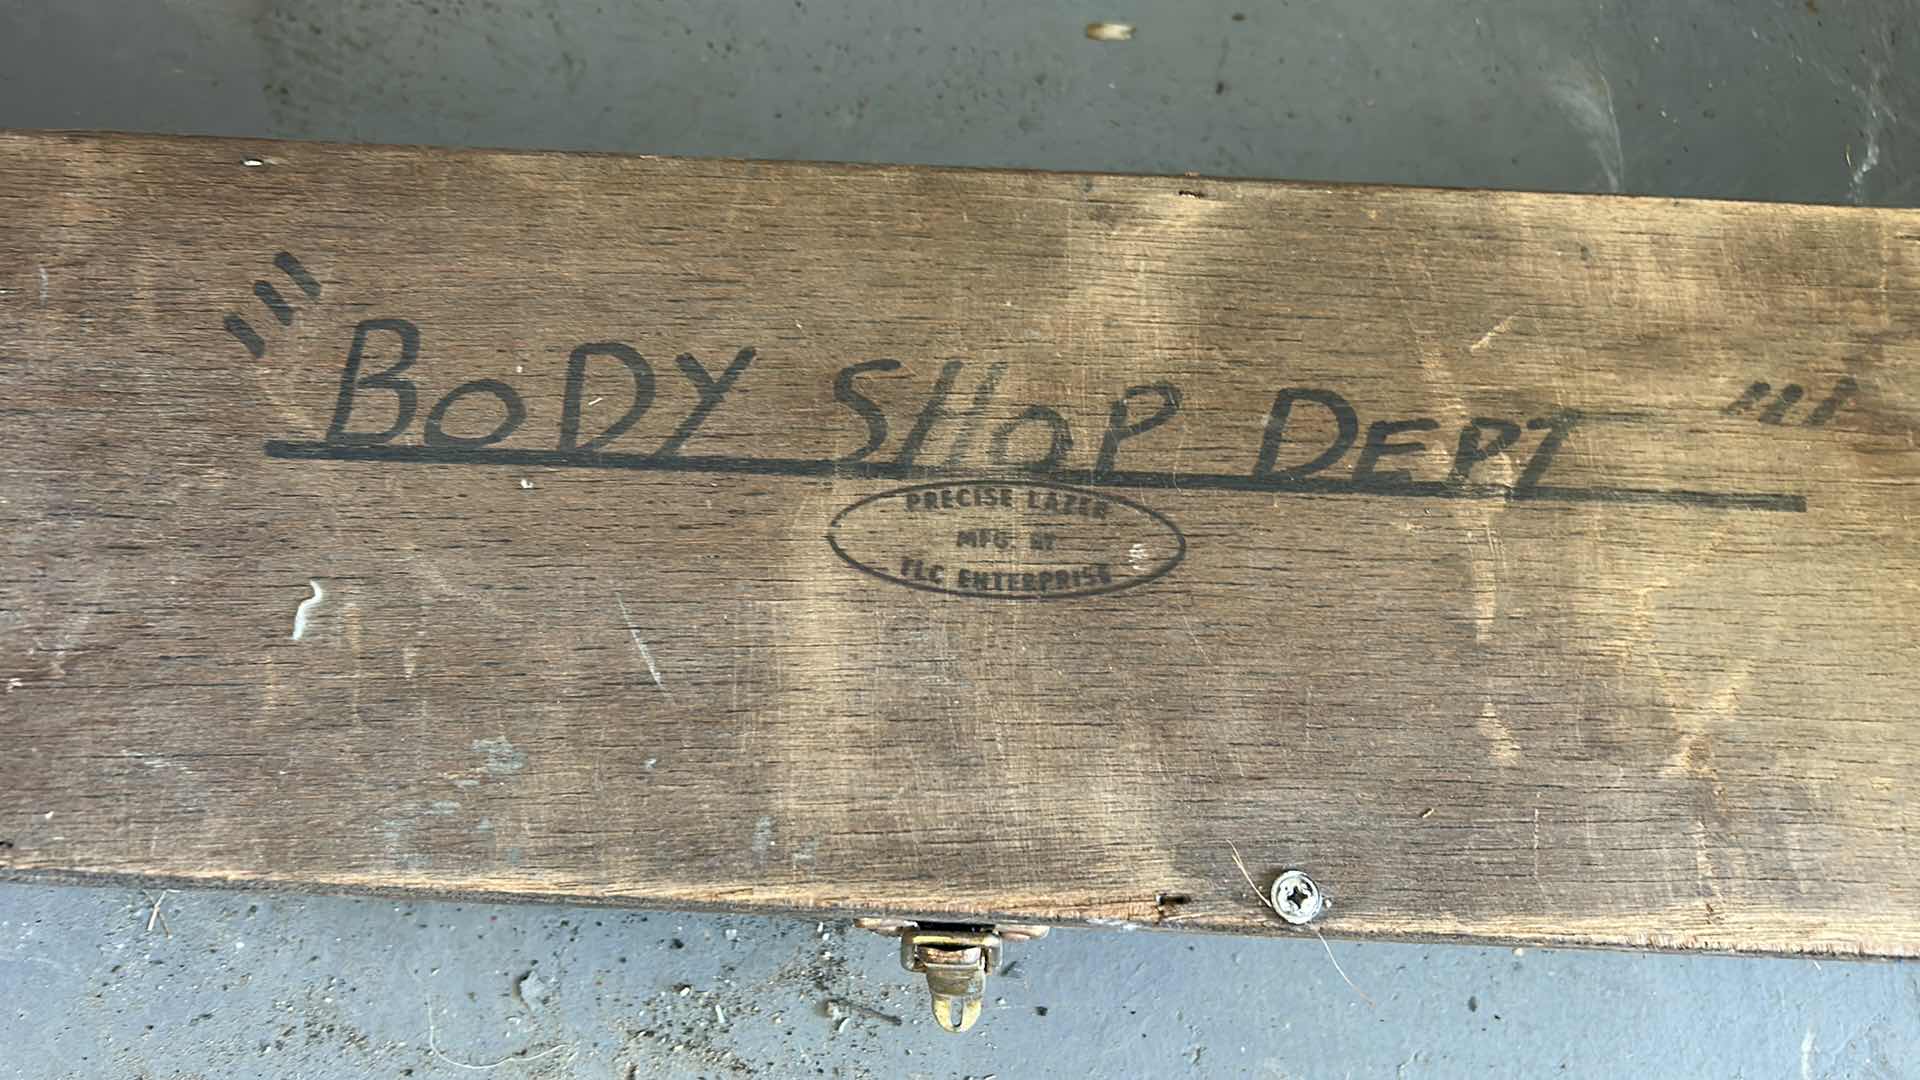 "' BODY SHOP DEPT "'
PRECISE LAZER
MFG. BY
TLC ENTERPRISE